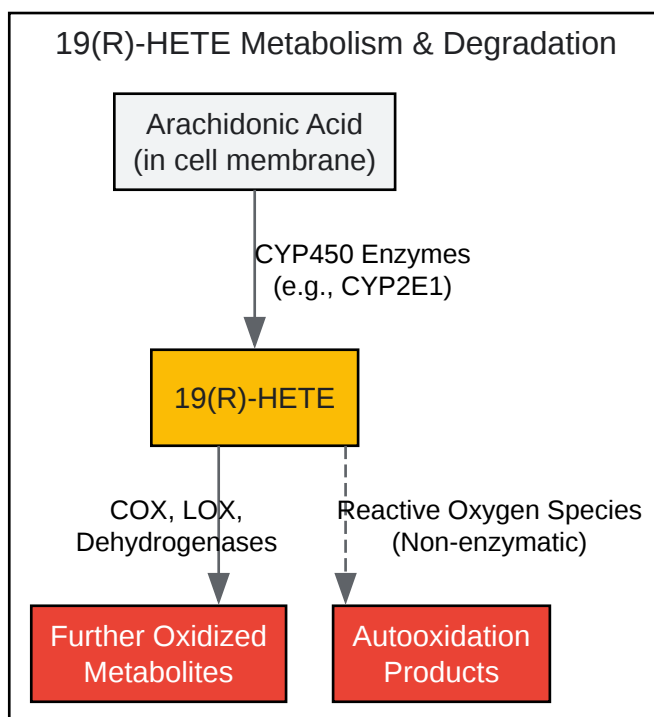 19(R)-HETE Metabolism & Degradation
Arachidonic Acid
(in cell membrane)
CYP450 Enzymes
(e.g., CYP2E1)
19(R)-HETE
COX, LOX,
Dehydrogenases
Reactive Oxygen Species
(Non-enzymatic)
Further Oxidized
Metabolites
Autooxidation
Products